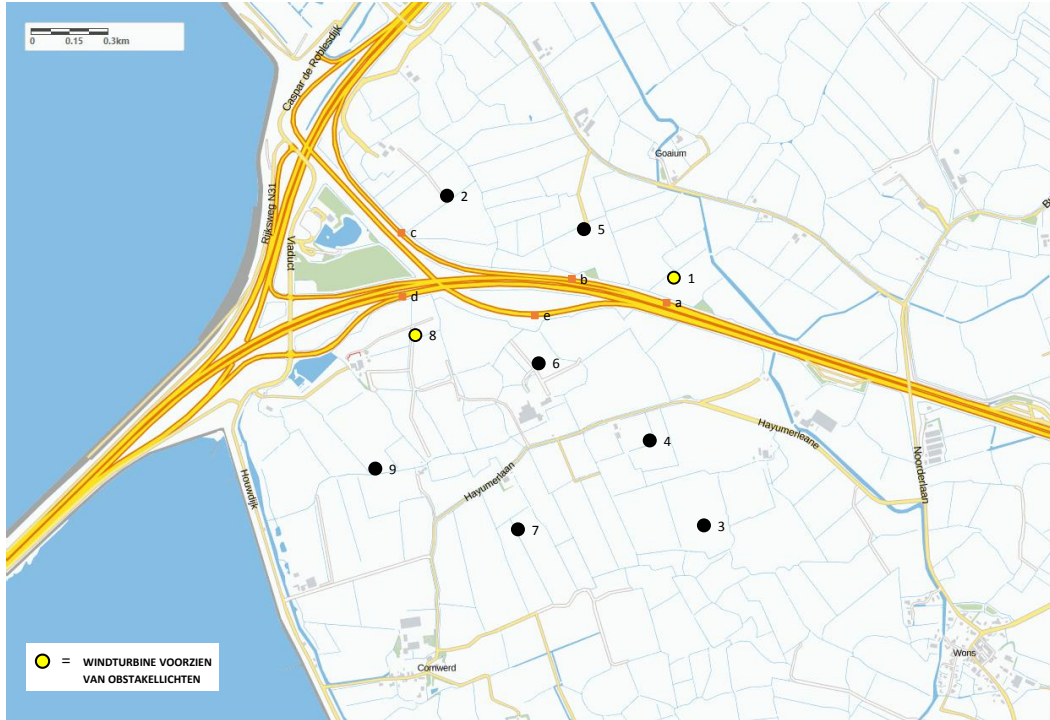 0 0.15 0.3km
Caspar de Roblesdijk
Rijksweg N31
Viaduct
Goaium
2
5
c
1
b
a
d
e
8
6
Hayumerleane
4
Noorderlaan
9
Hayumerlaan
Houwdijk
3
7
Wons
Cornwerd
= WINDTURBINE VOORZIEN
VAN OBSTAKELLICHTEN